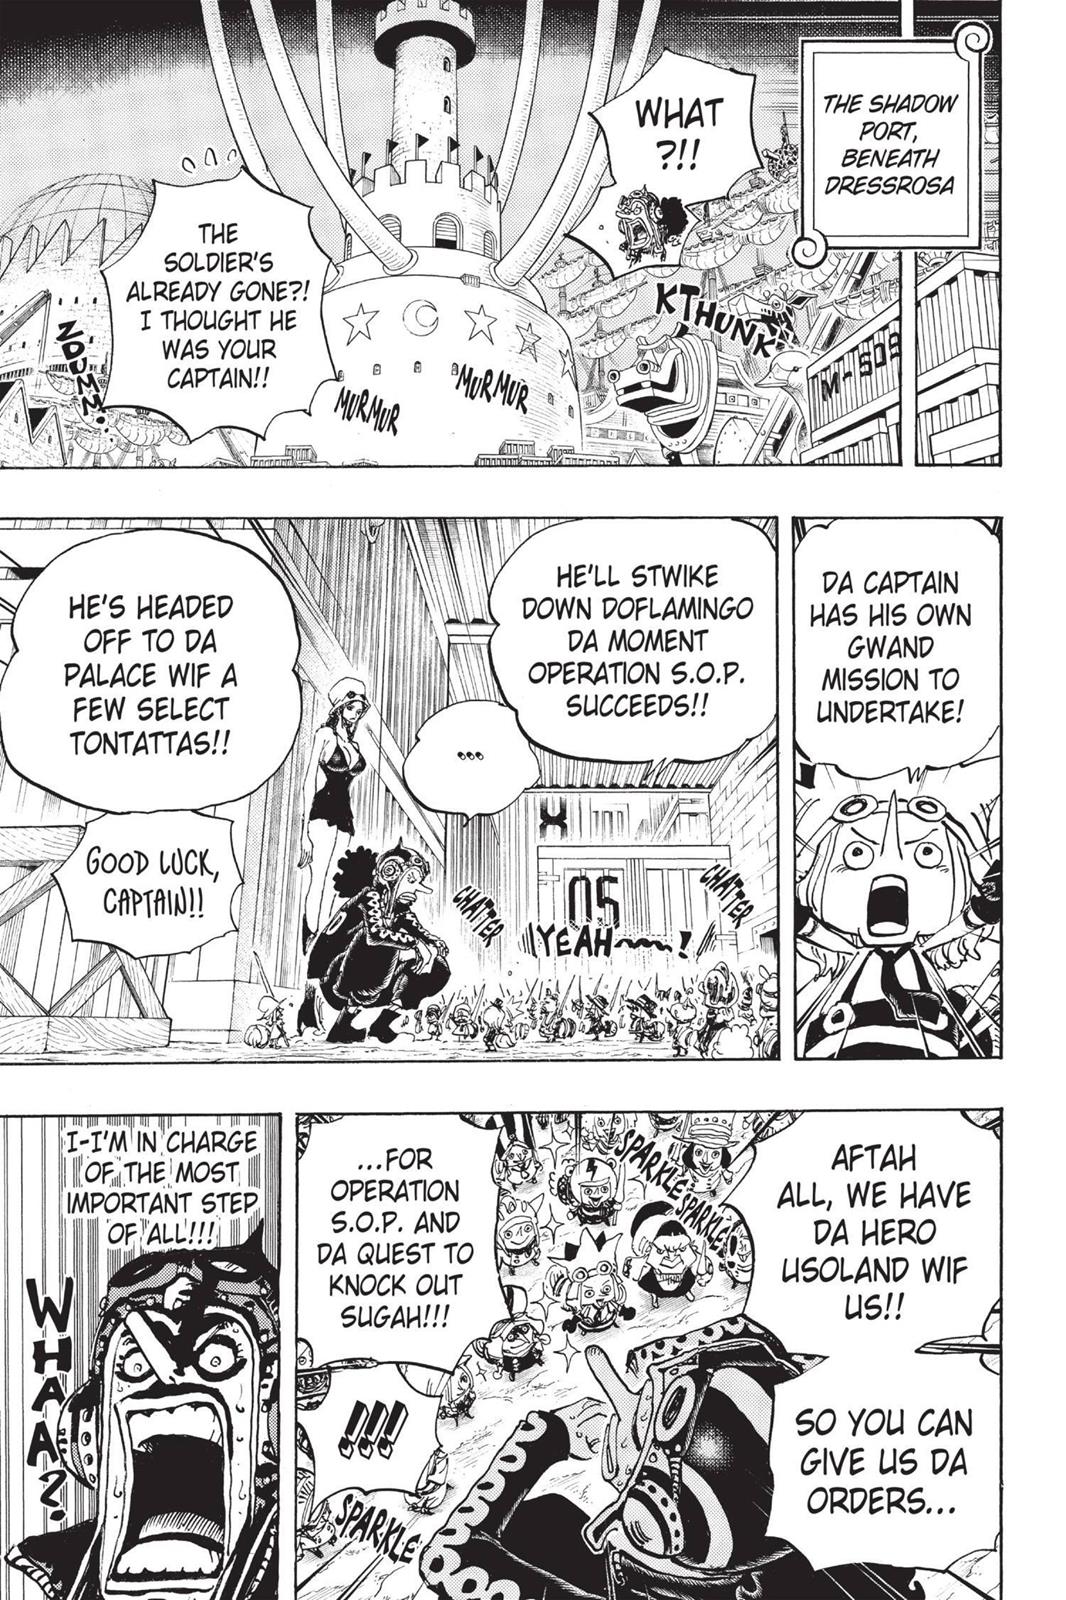 THE SHADOW
PORT,
BENEATH
DRESSROSA
WHAT
?!!
KTHUNK
M-509
THE
SOLDIER'S
ALREADY GONE?!
I THOUGHT HE
WAS YOUR
CAPTAIN!!
MURMUR
MURMUR
ZDUMM...
DA CAPTAIN
HAS HIS OWN
GWAND
MISSION TO
UNDERTAKE!
HE'LL STWIKE
DOWN DOFLAMINGO
DA MOMENT
OPERATION S.O.P.
SUCCEEDS!!
...
HE'S HEADED
OFF TO DA
PALACE WIF A
FEW SELECT
TONTATTAS!!
GOOD LUCK,
CAPTAIN!!
05
CHATTER
CHATTER
YEAH~~!
AFTAH
ALL, WE HAVE
DA HERO
USOLAND WIF
US!!
SO YOU CAN
GIVE US DA
ORDERS...
SPARKLE
SPARKLE
...FOR
OPERATION
S.O.P. AND
DA QUEST TO
KNOCK OUT
SUGAH!!!
!!!
SPARKLE
I-I'M IN CHARGE
OF THE MOST
IMPORTANT STEP
OF ALL!!!
WHAA?